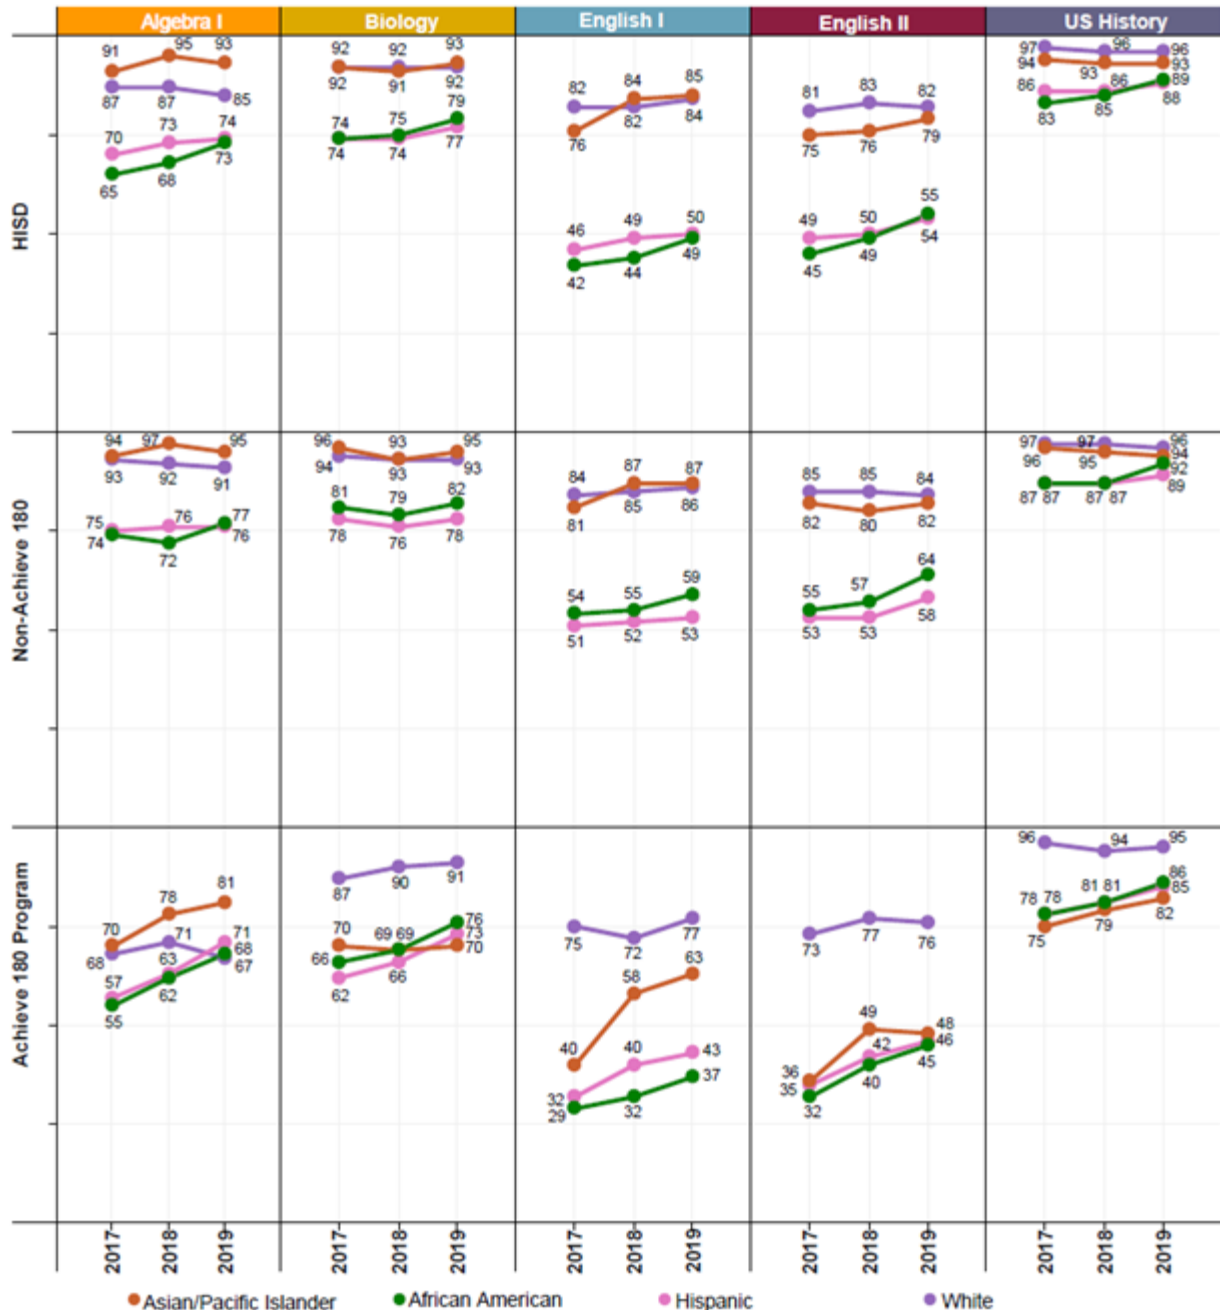 Algebra I Biology English I English II US History
HISD
91 95 93
87 87 85
70 73 74
65 68 73
92 92 93
92 91 92
74 75 79
74 74 77
82 84 85
76 82 84
46 49 50
42 44 49
81 83 82
75 76 79
49 50 55
45 49 54
97 96 96
94 93 93
86 86 89
83 85 88
Non-Achieve 180
94 97 95
93 92 91
75 76 77
74 72 76
96 93 95
94 93 93
81 79 82
78 76 78
84 87 87
81 85 86
54 55 59
51 52 53
85 85 84
82 80 82
55 57 64
53 53 58
97 97 96
96 95 94
92
87 87 87 87 89
Achieve 180 Program
70 78 81
68 71 71
57 63 68
55 62 67
87 90 91
70 69 69 76
66 73
62 66 70
75 72 77
40 58 63
32 40 43
29 32 37
73 77 76
36 49 48
35 42 46
32 40 45
96 94 95
78 78 81 81 86
85
75 79 82
2017 2018 2019 2017 2018 2019 2017 2018 2019 2017 2018 2019 2017 2018 2019
Asian/Pacific Islander African American Hispanic White